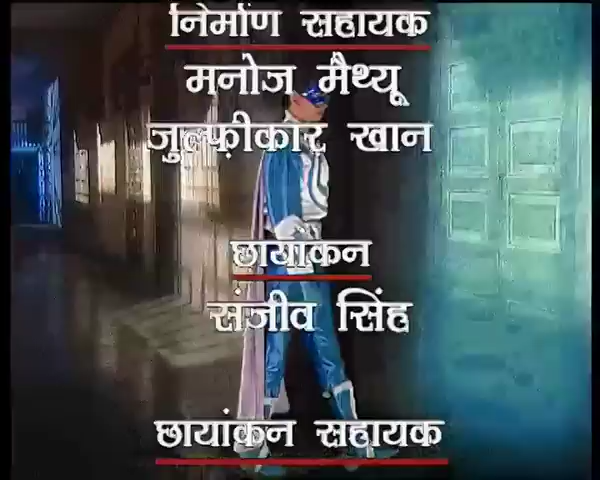 निर्माण सहायक
मनोज मैथ्यू
जुल्फ़ीकार खान
छायांकन
संजीव सिंह
छायांकन सहायक